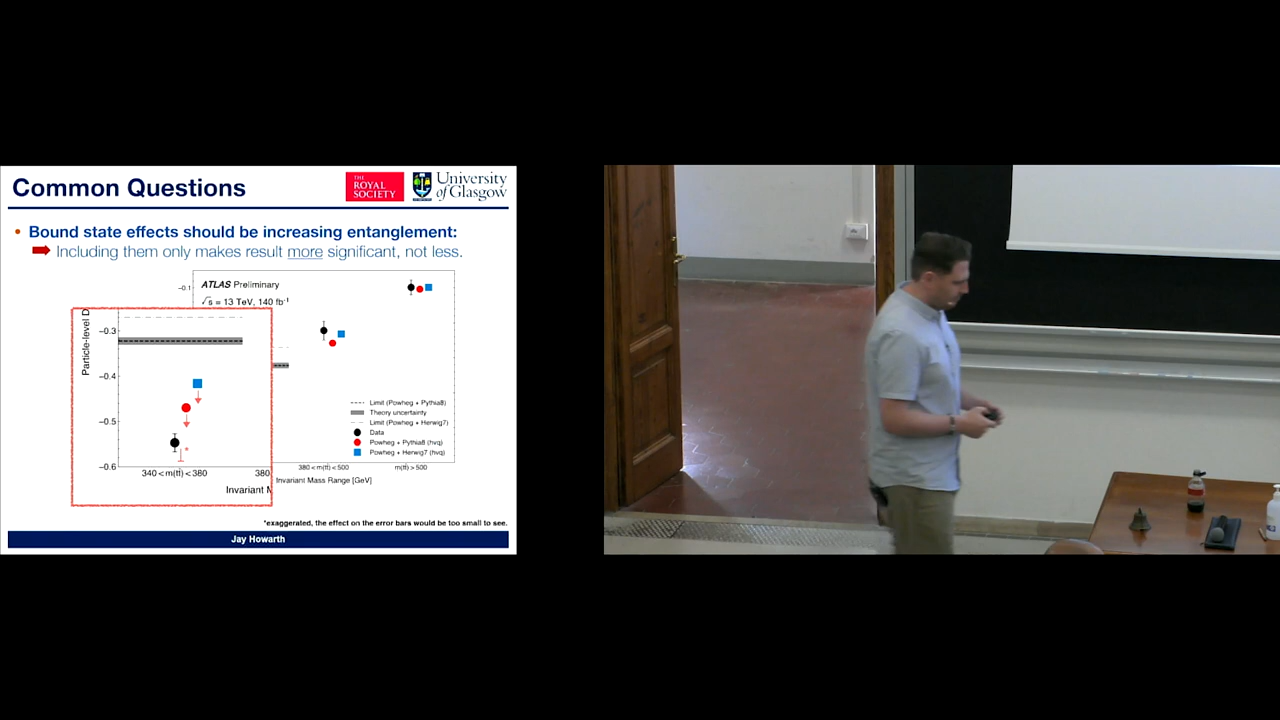 Common Questions
THE
ROYAL
SOCIETY
University
of Glasgow
• Bound state effects should be increasing entanglement:
Including them only makes result more significant, not less.
−0.1
ATLAS Preliminary
√s = 13 TeV, 140 fb⁻¹
Particle-level D
−0.3
−0.4
−0.5
−0.6
340 < m(tt̄) < 380
380
Invariant M
Limit (Powheg + Pythia8)
Theory uncertainty
Limit (Powheg + Herwig7)
Data
Powheg + Pythia8 (hvq)
Powheg + Herwig7 (hvq)
380 < m(tt̄) < 500
m(tt̄) > 500
Invariant Mass Range [GeV]
*
*exaggerated, the effect on the error bars would be too small to see.
Jay Howarth